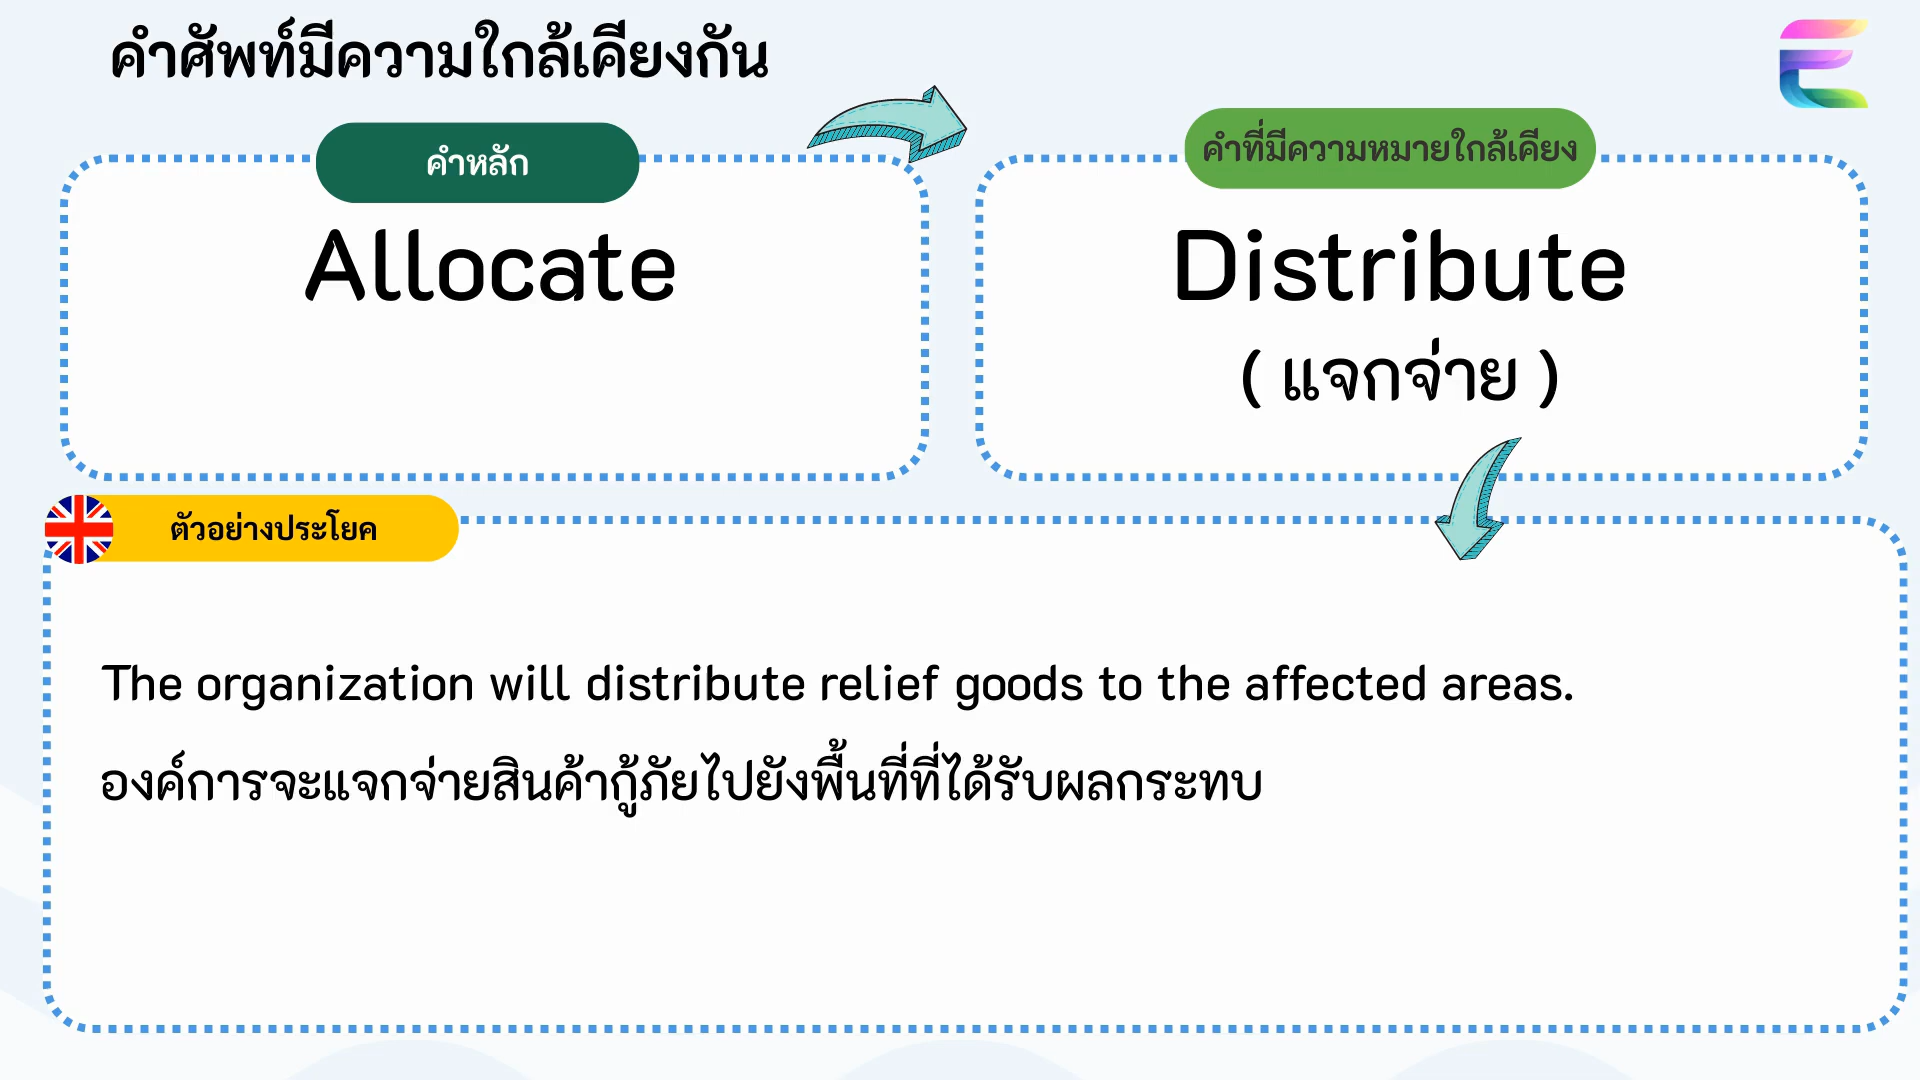 คำศัพท์มีความใกล้เคียงกัน
คำหลัก
Allocate
คำที่มีความหมายใกล้เคียง
Distribute
( แจกจ่าย )
ตัวอย่างประโยค
The organization will distribute relief goods to the affected areas.
องค์การจะแจกจ่ายสินค้ากู้ภัยไปยังพื้นที่ที่ได้รับผลกระทบ